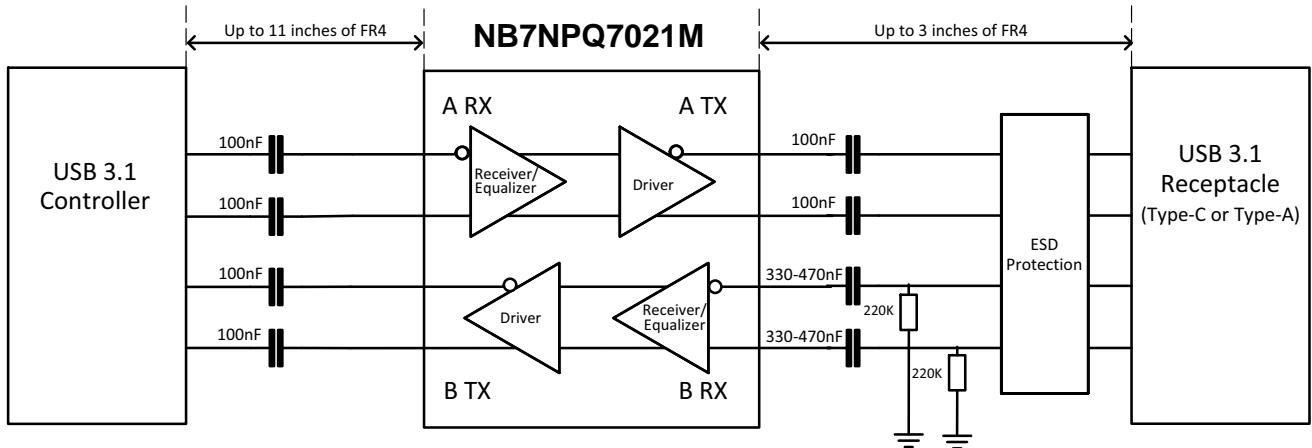 Up to 11 inches of FR4
NB7NPQ7021M
Up to 3 inches of FR4
A RX
A TX
100nF
100nF
USB 3.1
Controller
Receiver/
Equalizer
Driver
USB 3.1
Receptacle
(Type-C or Type-A)
100nF
100nF
ESD
Protection
100nF
330-470nF
Driver
Receiver/
Equalizer
220K
100nF
330-470nF
220K
B TX
B RX